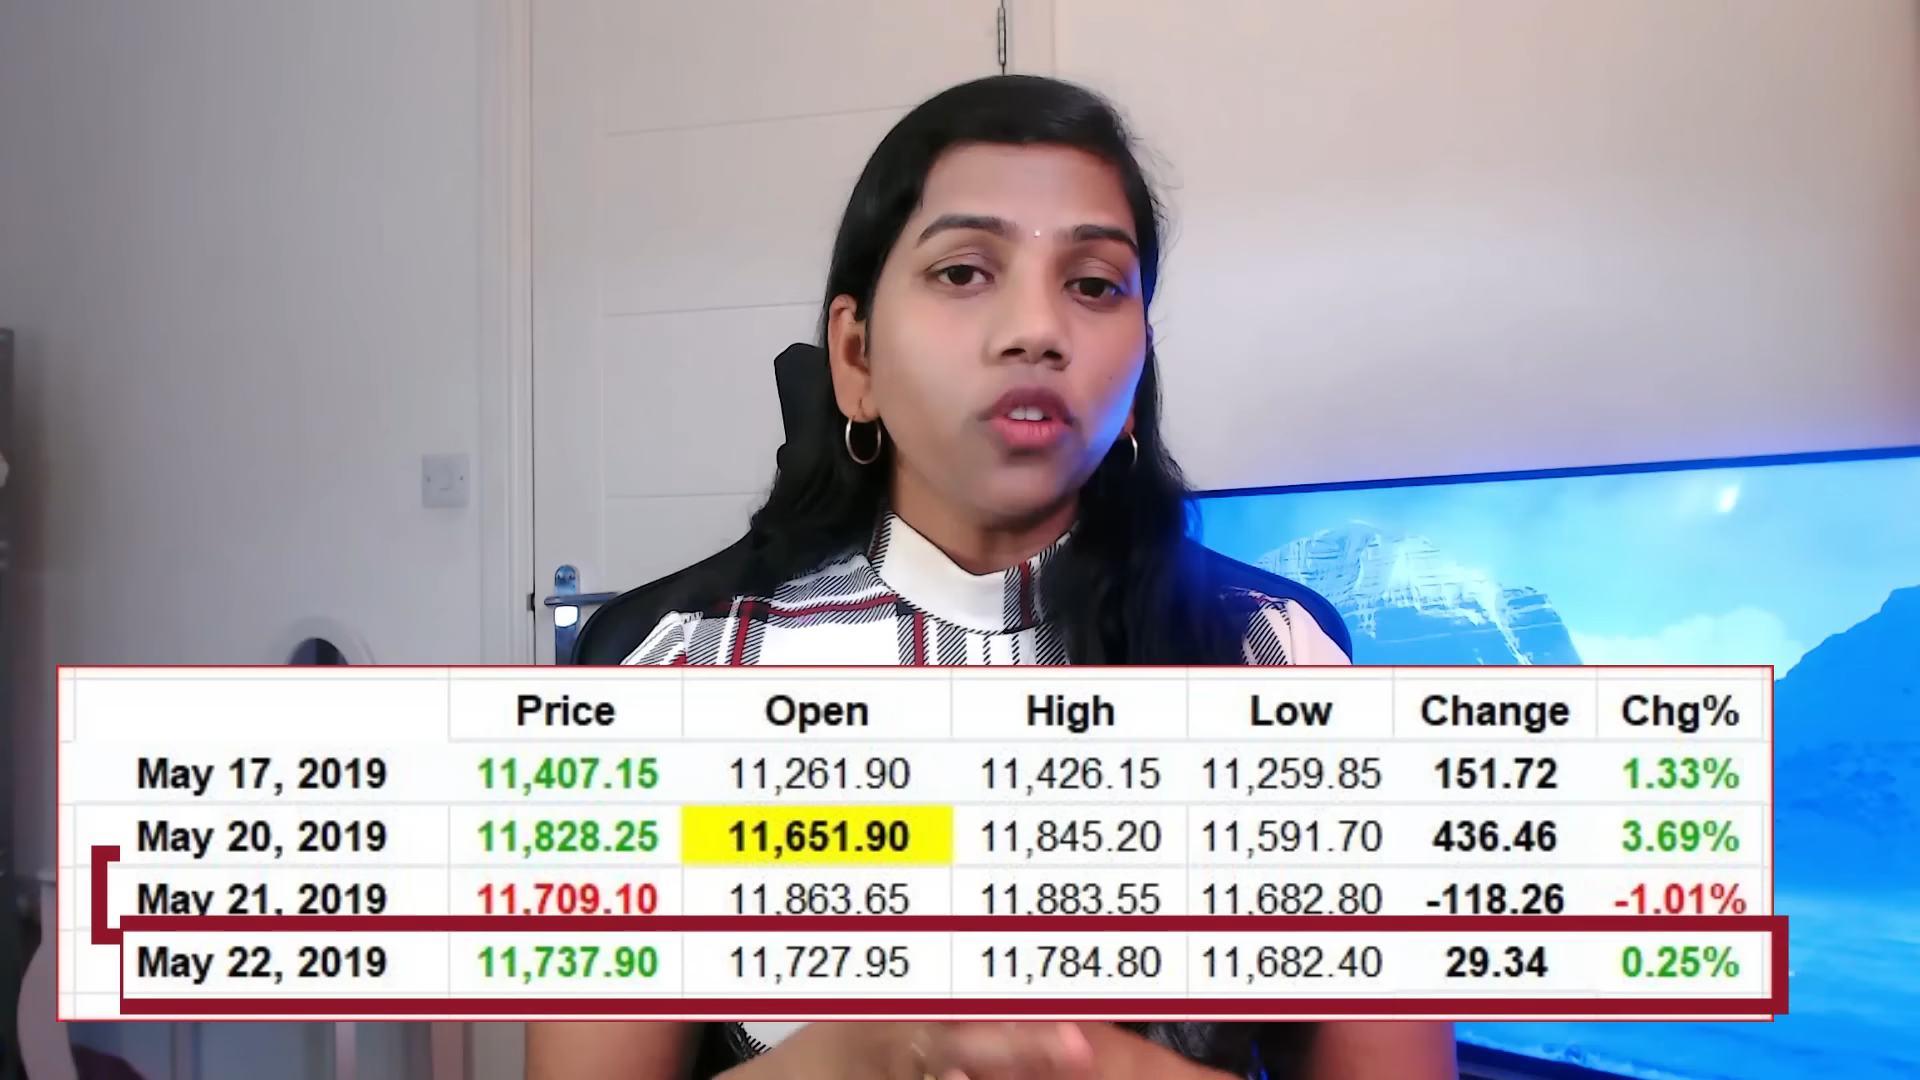 Price Open High Low Change Chg%
May 17, 2019 11,407.15 11,261.90 11,426.15 11,259.85 151.72 1.33%
May 20, 2019 11,828.25 11,651.90 11,845.20 11,591.70 436.46 3.69%
May 21, 2019 11,709.10 11,863.65 11,883.55 11,682.80 -118.26 -1.01%
May 22, 2019 11,737.90 11,727.95 11,784.80 11,682.40 29.34 0.25%